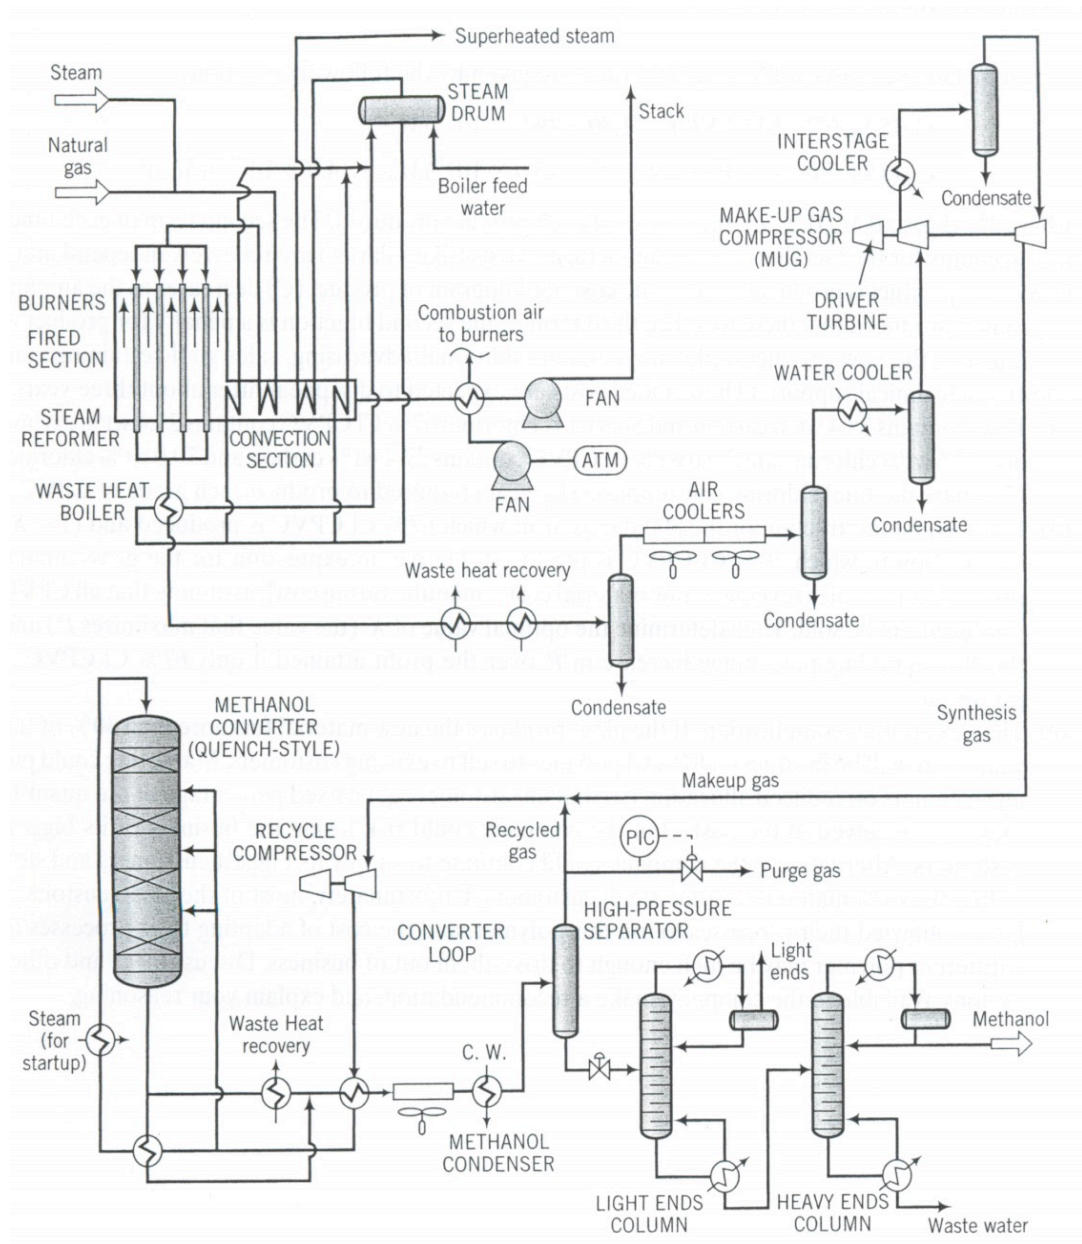 Superheated steam
Steam
STEAM
DRUM
Stack
Natural
gas
Boiler feed
water
INTERSTAGE
COOLER
Condensate
MAKE-UP GAS
COMPRESSOR
(MUG)
DRIVER
TURBINE
BURNERS
FIRED
SECTION
Combustion air
to burners
FAN
WATER COOLER
STEAM
REFORMER
CONVECTION
SECTION
ATM
FAN
WASTE HEAT
BOILER
AIR
COOLERS
Condensate
Waste heat recovery
Condensate
Condensate
METHANOL
CONVERTER
(QUENCH-STYLE)
Synthesis
gas
Makeup gas
RECYCLE
COMPRESSOR
Recycled
gas
PIC
Purge gas
HIGH-PRESSURE
SEPARATOR
CONVERTER
LOOP
Light
ends
Steam
(for
startup)
Waste Heat
recovery
C. W.
Methanol
METHANOL
CONDENSER
LIGHT ENDS
COLUMN
HEAVY ENDS
COLUMN
Waste water